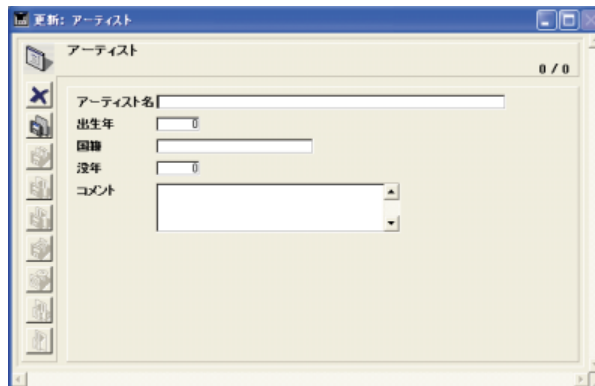 更新: アーティスト
アーティスト
0 / 0
アーティスト名
出生年 0
国籍
没年 0
コメント